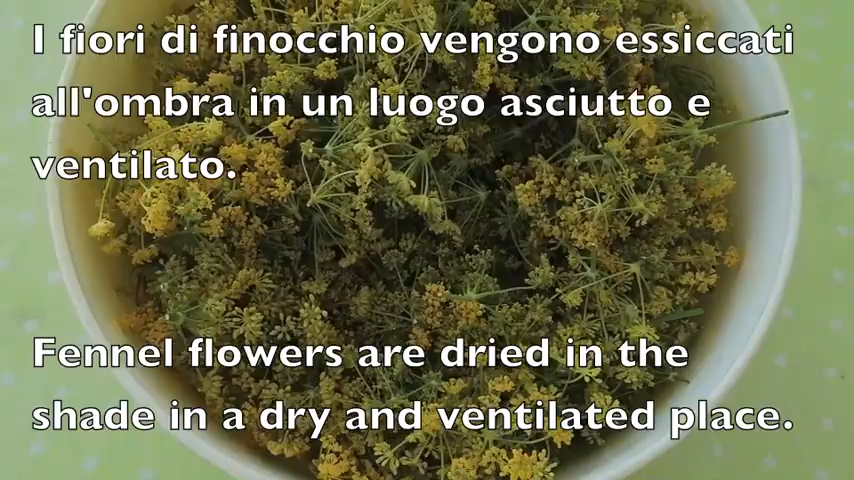 I fiori di finocchio vengono essiccati
all'ombra in un luogo asciutto e
ventilato.
Fennel flowers are dried in the
shade in a dry and ventilated place.